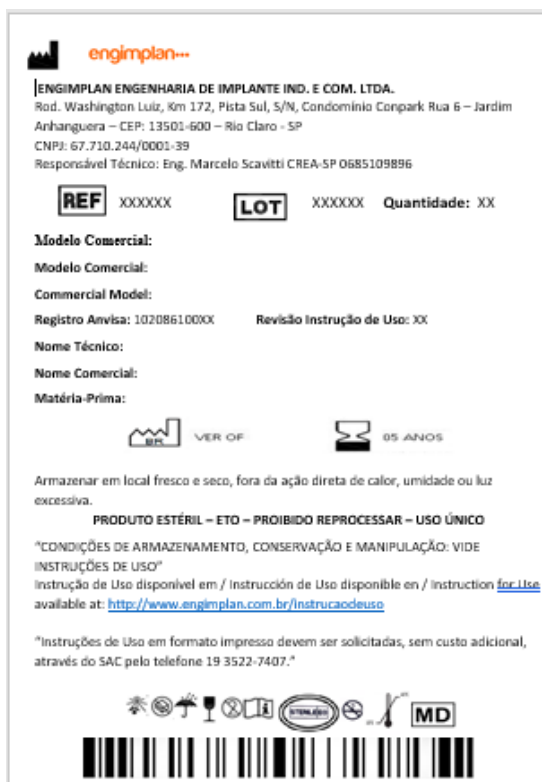 engimplan
ENGIMPLAN ENGENHARIA DE IMPLANTE IND. E COM. LTDA.
Rod. Washington Luiz, Km 172, Pista Sul, S/N, Condomínio Conpark Rua 6 – Jardim
Anhanguera – CEP: 13501-600 – Rio Claro - SP
CNPJ: 67.710.244/0001-39
Responsável Técnico: Eng. Marcelo Scavitti CREA-SP 0685109896
REF XXXXXX LOT XXXXXX Quantidade: XX
Modelo Comercial:
Modelo Comercial:
Commercial Model:
Registro Anvisa: 102086100XX Revisão Instrução de Uso: XX
Nome Técnico:
Nome Comercial:
Matéria-Prima:
BR VER OF 05 ANOS
Armazenar em local fresco e seco, fora da ação direta de calor, umidade ou luz
excessiva.
PRODUTO ESTÉRIL – ETO – PROIBIDO REPROCESSAR – USO ÚNICO
"CONDIÇÕES DE ARMAZENAMENTO, CONSERVAÇÃO E MANIPULAÇÃO: VIDE
INSTRUÇÕES DE USO"
Instrução de Uso disponível em / Instrucción de Uso disponible en / Instruction for Use
available at: http://www.engimplan.com.br/instrucaodeuso
"Instruções de Uso em formato impresso devem ser solicitadas, sem custo adicional,
através do SAC pelo telefone 19 3522-7407."
MD